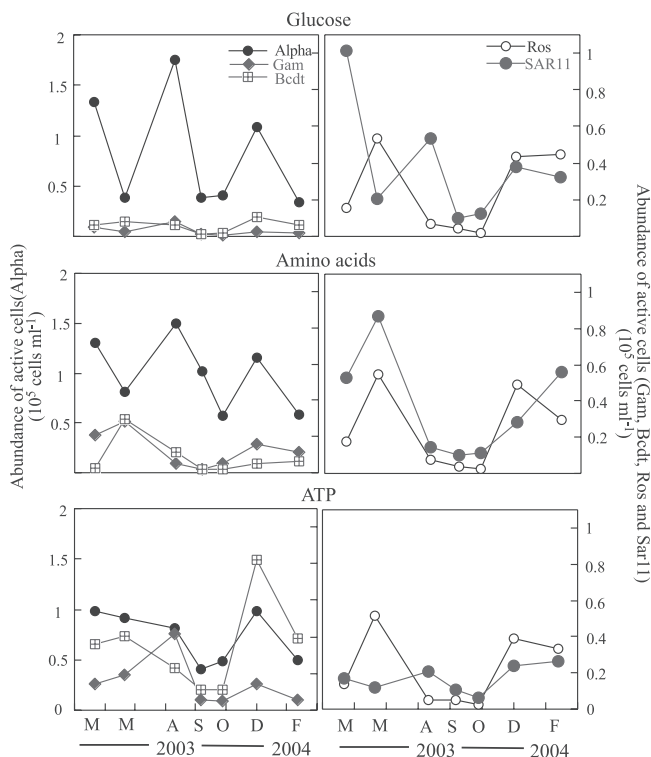 Glucose
2
1.5
1
0.5
Alpha
Gam
Bcdt
Ros
SAR11
1
0.8
0.6
0.4
0.2
Amino acids
2
1.5
1
0.5
1
0.8
0.6
0.4
0.2
ATP
2
1.5
1
0.5
0
1
0.8
0.6
0.4
0.2
0
M M A S O D F
M M A S O D F
2003 2004
2003 2004
Abundance of active cells(Alpha)
(10⁵ cells ml⁻¹)
Abundance of active cells (Gam, Bcdt, Ros and Sar11)
(10⁵ cells ml⁻¹)